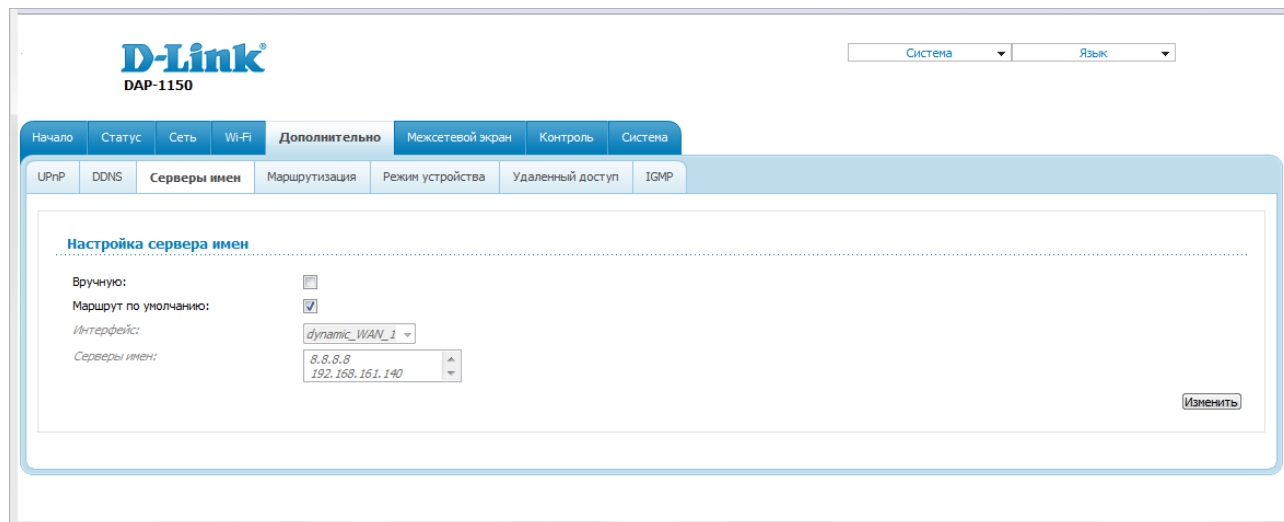 D-Link®
DAP-1150
Система Язык
Начало Статус Сеть Wi-Fi Дополнительно Межсетевой экран Контроль Система
UPnP DDNS Серверы имен Маршрутизация Режим устройства Удаленный доступ IGMP
Настройка сервера имен
Вручную:
Маршрут по умолчанию:
Интерфейс: dynamic_WAN_1
Серверы имен: 8.8.8.8
192.168.161.140
Изменить